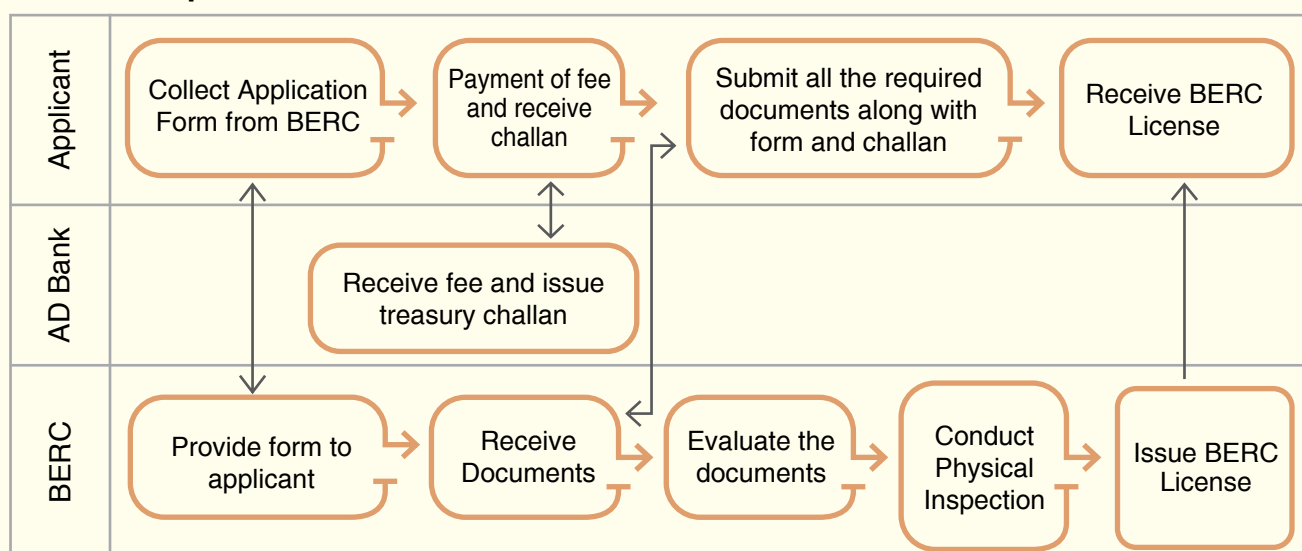 Applicant
Collect Application
Form from BERC
Payment of fee
and receive
challan
Submit all the required
documents along with
form and challan
Receive BERC
License
AD Bank
Receive fee and issue
treasury challan
BERC
Provide form to
applicant
Receive
Documents
Evaluate the
documents
Conduct
Physical
Inspection
Issue BERC
License